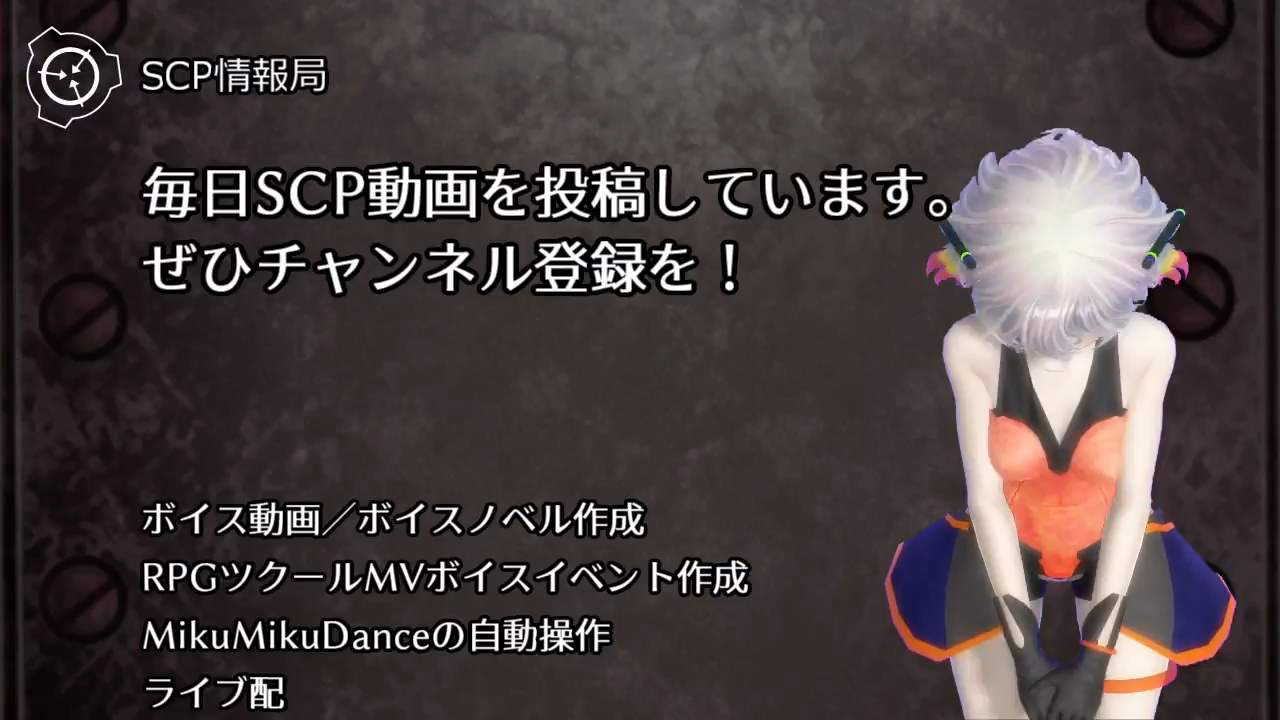 SCP情報局
毎日SCP動画を投稿しています。
ぜひチャンネル登録を！
ボイス動画／ボイスノベル作成
RPGツクールMVボイスイベント作成
MikuMikuDanceの自動操作
ライブ配